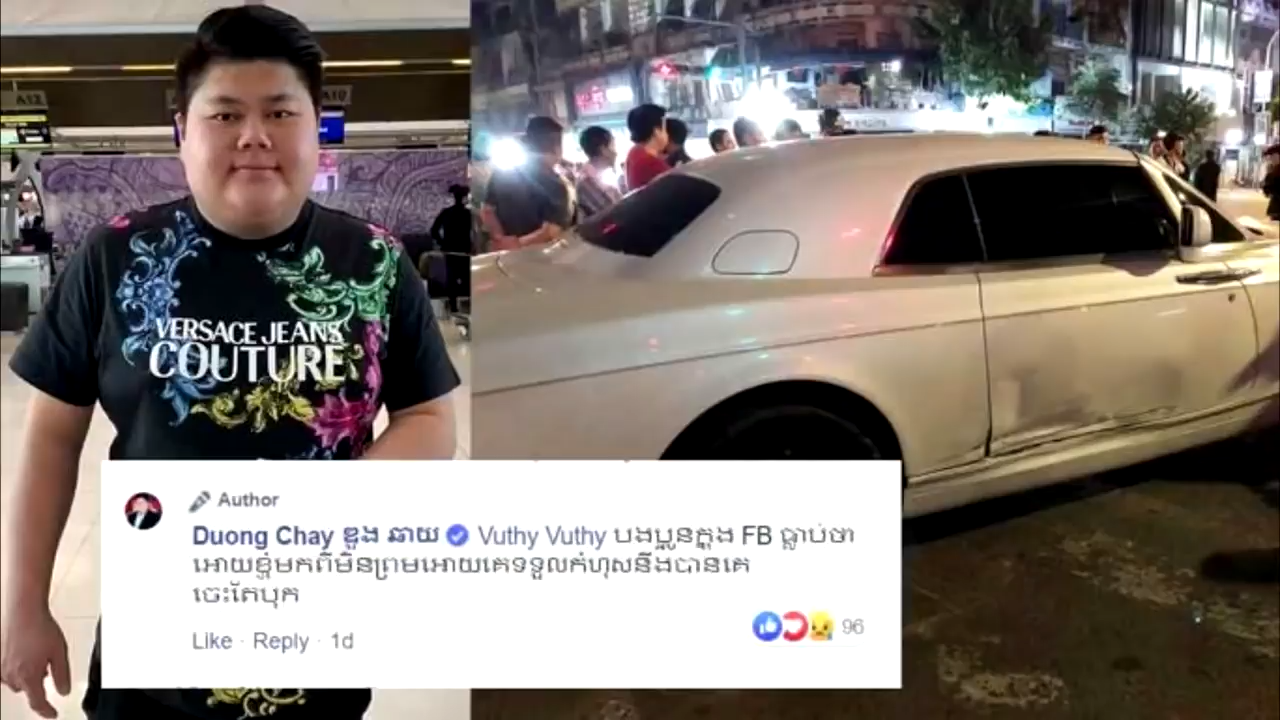 A12
A10
VERSACE JEANS
COUTURE
Author
Duong Chay ឌួង ឆាយ Vuthy Vuthy បងប្អូនក្នុង FB ធ្លាប់ថា
អោយខ្ញុំមកពីមិនព្រមអោយគេទទួលកំហុសនឹងបានគេ
ចេះតែបុក
Like · Reply · 1d
96